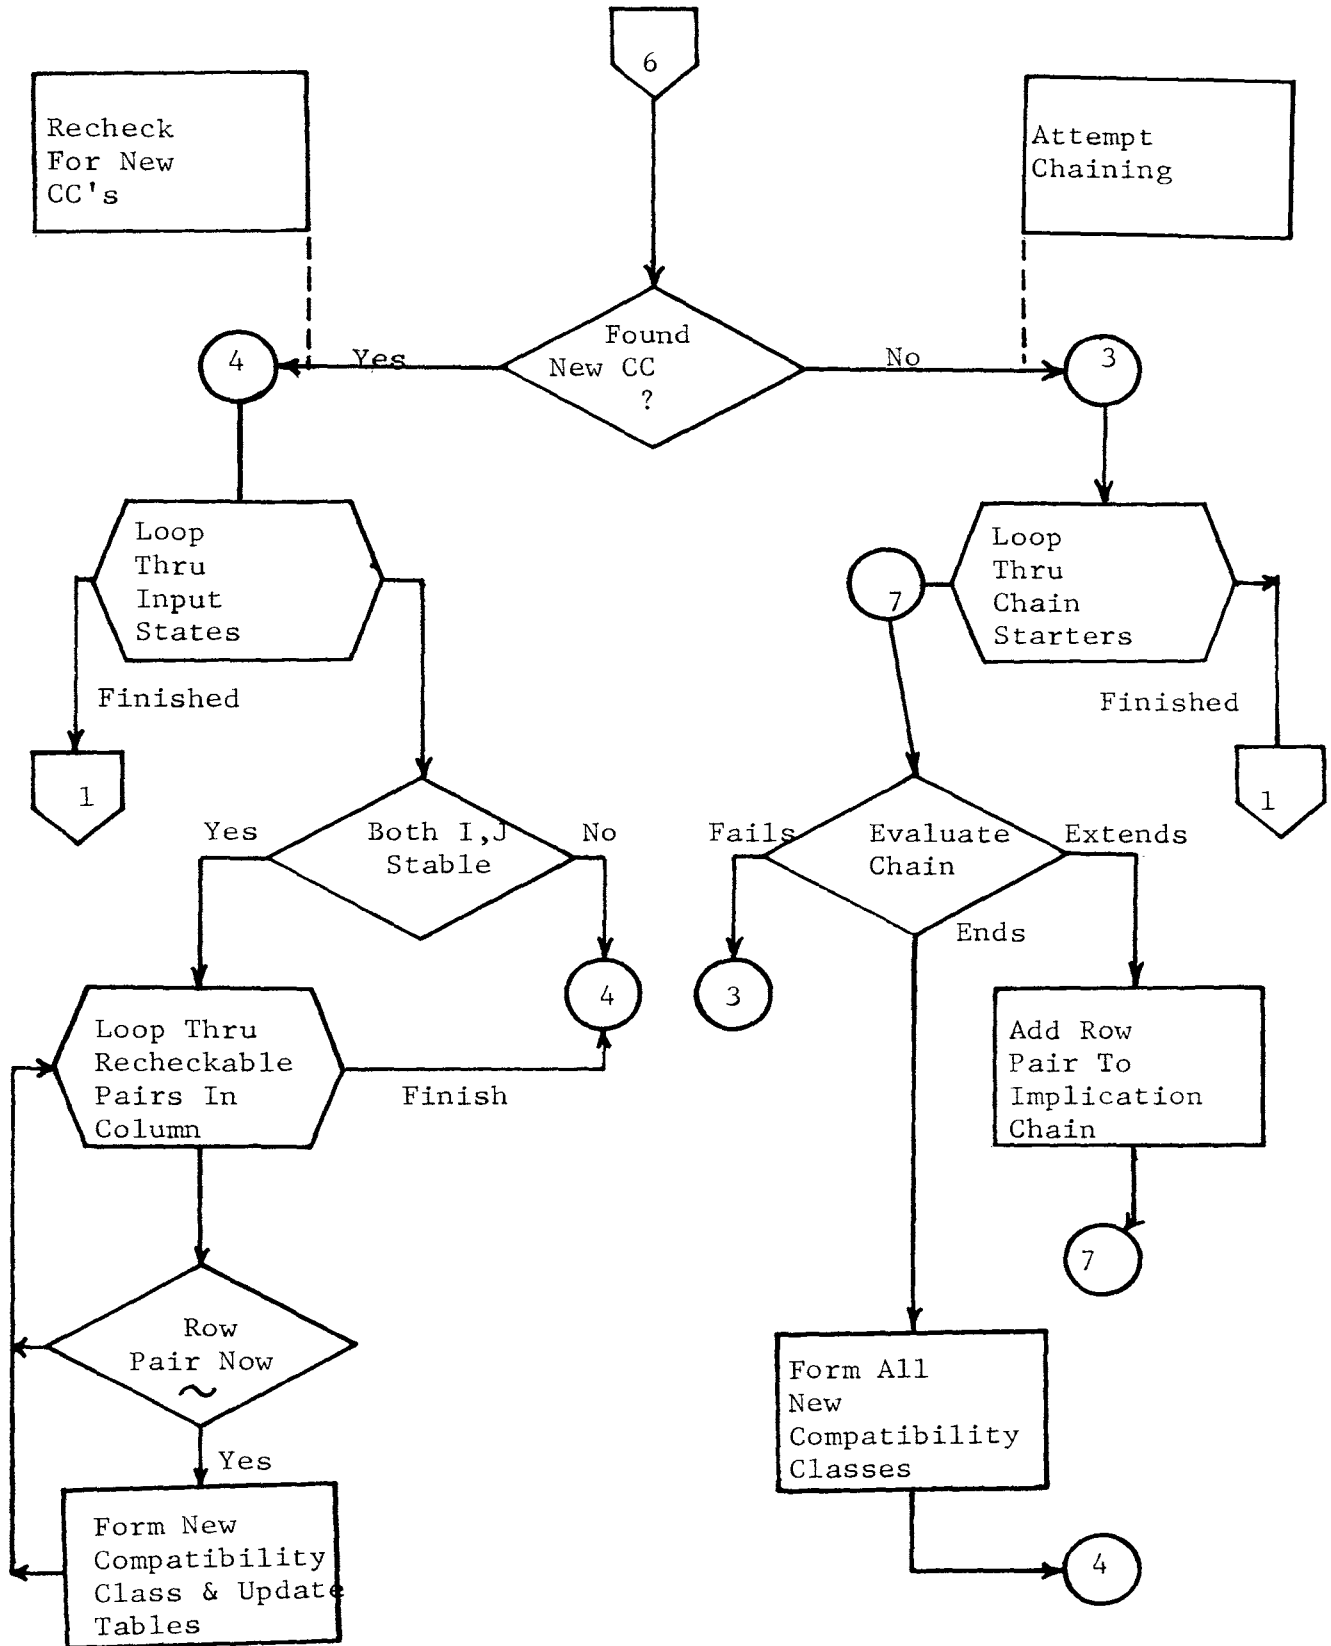 6
Recheck
For New
CC's
Attempt
Chaining
Found
New CC
?
Yes
No
4
3
Loop
Thru
Input
States
Loop
Thru
Chain
Starters
7
Finished
Finished
1
1
Yes
Both I,J
Stable
No
Fails
Evaluate
Chain
Extends
Ends
4
3
Loop Thru
Recheckable
Pairs In
Column
Finish
Add Row
Pair To
Implication
Chain
7
Row
Pair Now
~
Yes
Form All
New
Compatibility
Classes
Form New
Compatibility
Class & Update
Tables
4